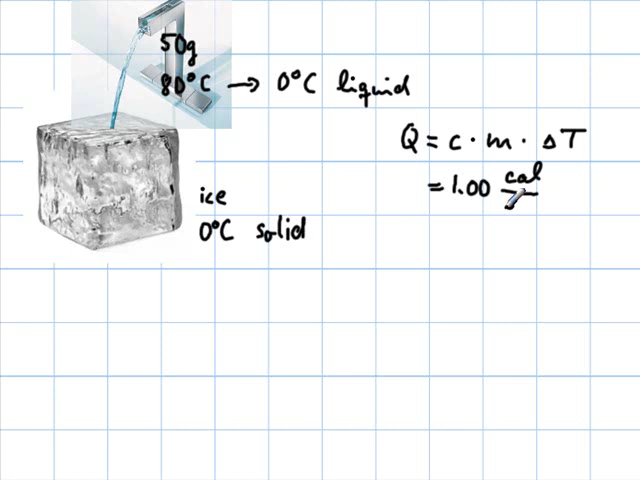 50g
80°C → 0°C liquid
Q = c · m · ΔT
= 1.00 cal
ice
0°C solid